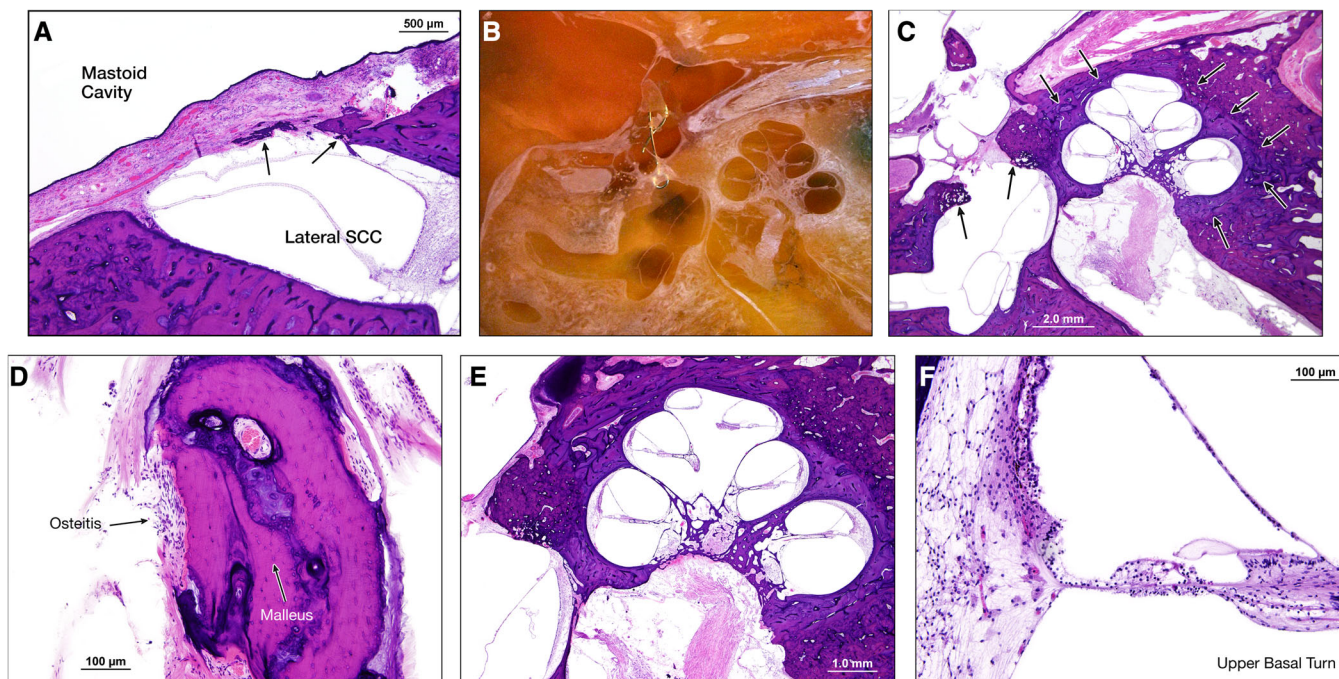 A
500 µm
Mastoid
Cavity
Lateral SCC
B
C
2.0 mm
D
Osteitis
Malleus
100 µm
E
1.0 mm
F
100 µm
Upper Basal Turn